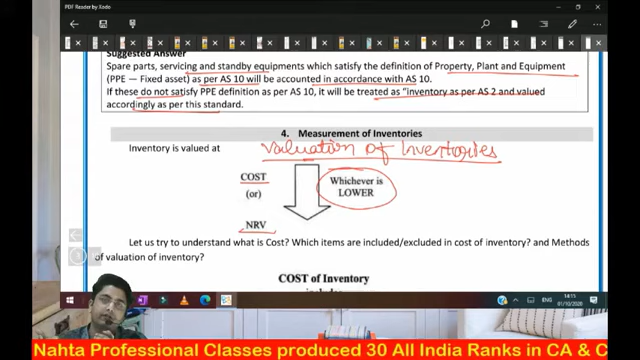 PDF Reader by Xodo
Suggested Answer
Spare parts, servicing and standby equipments which satisfy the definition of Property, Plant and Equipment
(PPE — Fixed asset) as per AS 10 will be accounted in accordance with AS 10.
If these do not satisfy PPE definition as per AS 10, it will be treated as "inventory as per AS 2 and valued
accordingly as per this standard.
4. Measurement of Inventories
Inventory is valued at
Valuation of Inventories
COST
Whichever is
LOWER
(or)
NRV
Let us try to understand what is Cost? Which items are included/excluded in cost of inventory? and Methods
of valuation of inventory?
COST of Inventory
ENG
14:15
10/10/2020
Nahta Professional Classes produced 30 All India Ranks in CA & C